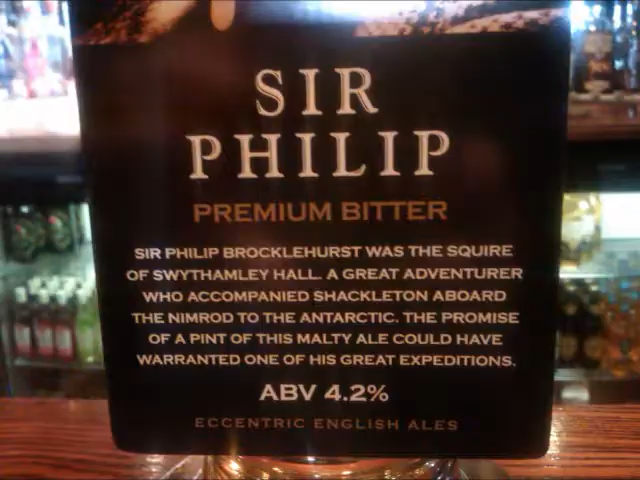 SIR
PHILIP
PREMIUM BITTER
SIR PHILIP BROCKLEHURST WAS THE SQUIRE
OF SWYTHAMLEY HALL. A GREAT ADVENTURER
WHO ACCOMPANIED SHACKLETON ABOARD
THE NIMROD TO THE ANTARCTIC. THE PROMISE
OF A PINT OF THIS MALTY ALE COULD HAVE
WARRANTED ONE OF HIS GREAT EXPEDITIONS.
ABV 4.2%
ECCENTRIC ENGLISH ALES